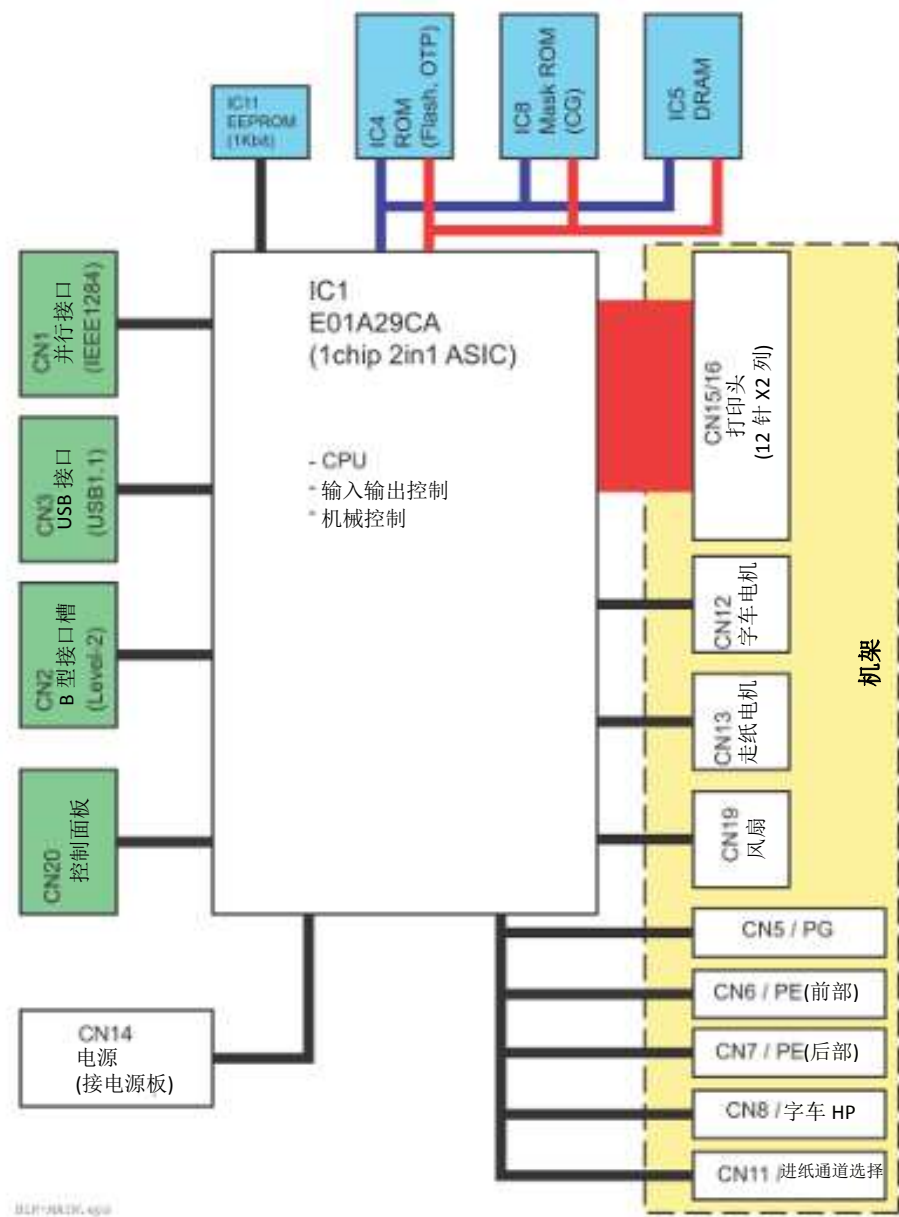 IC11
EEPROM
(1Kbit)
IC4
ROM
(Flash, OTP)
IC8
Mask ROM
(CG)
IC5
DRAM
CN1
并行接口
(IEEE1284)
CN3
USB 接口
(USB1.1)
CN2
B 型接口槽
(Level-2)
CN20
控制面板
IC1
E01A29CA
(1chip 2in1 ASIC)
- CPU
- 输入输出控制
- 机械控制
CN15/16
打印头
(12 针 X2 列)
CN12
字车电机
CN13
走纸电机
CN19
风扇
机架
CN5 / PG
CN6 / PE(前部)
CN7 / PE(后部)
CN8 / 字车 HP
CN11 / 进纸通道选择
CN14
电源
(接电源板)